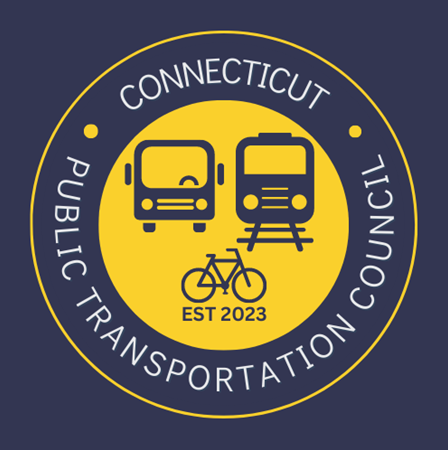 CONNECTICUT
PUBLIC TRANSPORTATION COUNCIL
EST 2023